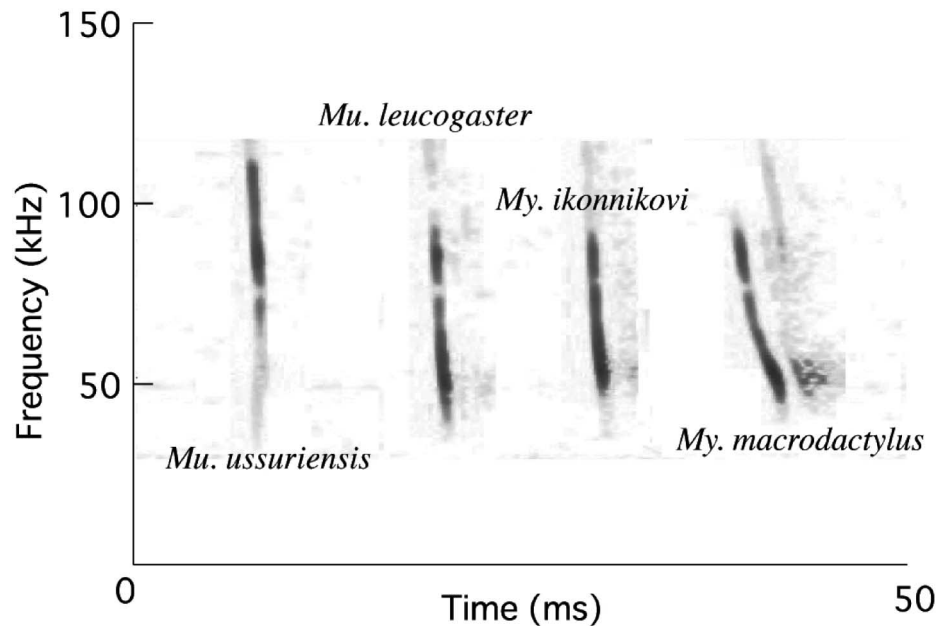 150
Mu. leucogaster
My. ikonnikovi
100
Frequency (kHz)
50
My. macrodactylus
Mu. ussuriensis
0
50
Time (ms)